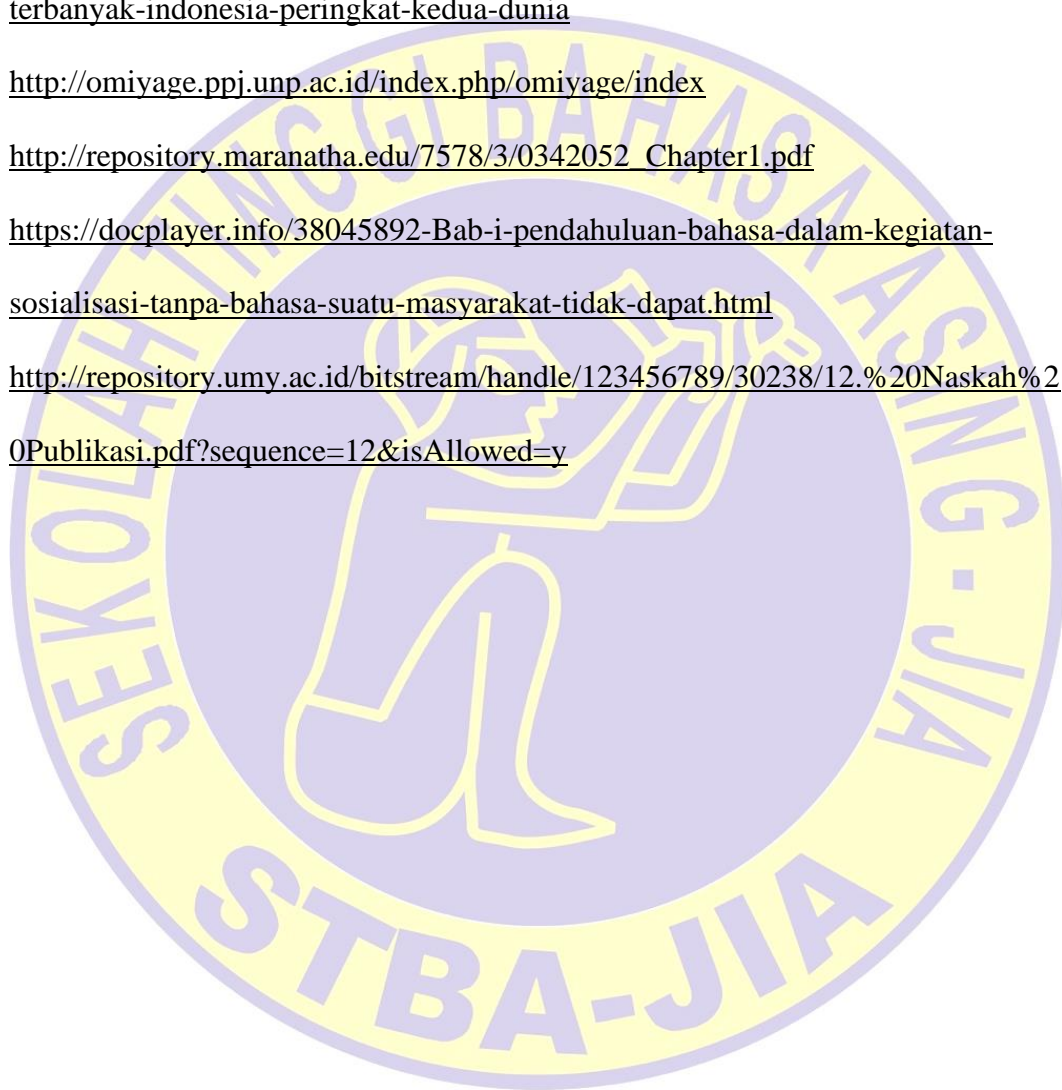 terbanyak-indonesia-peringkat-kedua-dunia
http://omiyage.ppj.unp.ac.id/index.php/omiyage/index
http://repository.maranatha.edu/7578/3/0342052_Chapter1.pdf
https://docplayer.info/38045892-Bab-i-pendahuluan-bahasa-dalam-kegiatan-
sosialisasi-tanpa-bahasa-suatu-masyarakat-tidak-dapat.html
http://repository.umy.ac.id/bitstream/handle/123456789/30238/12.%20Naskah%2
0Publikasi.pdf?sequence=12&isAllowed=y
SEKOLAH TINGGI BAHASA ASING - JIA
STBA-JIA